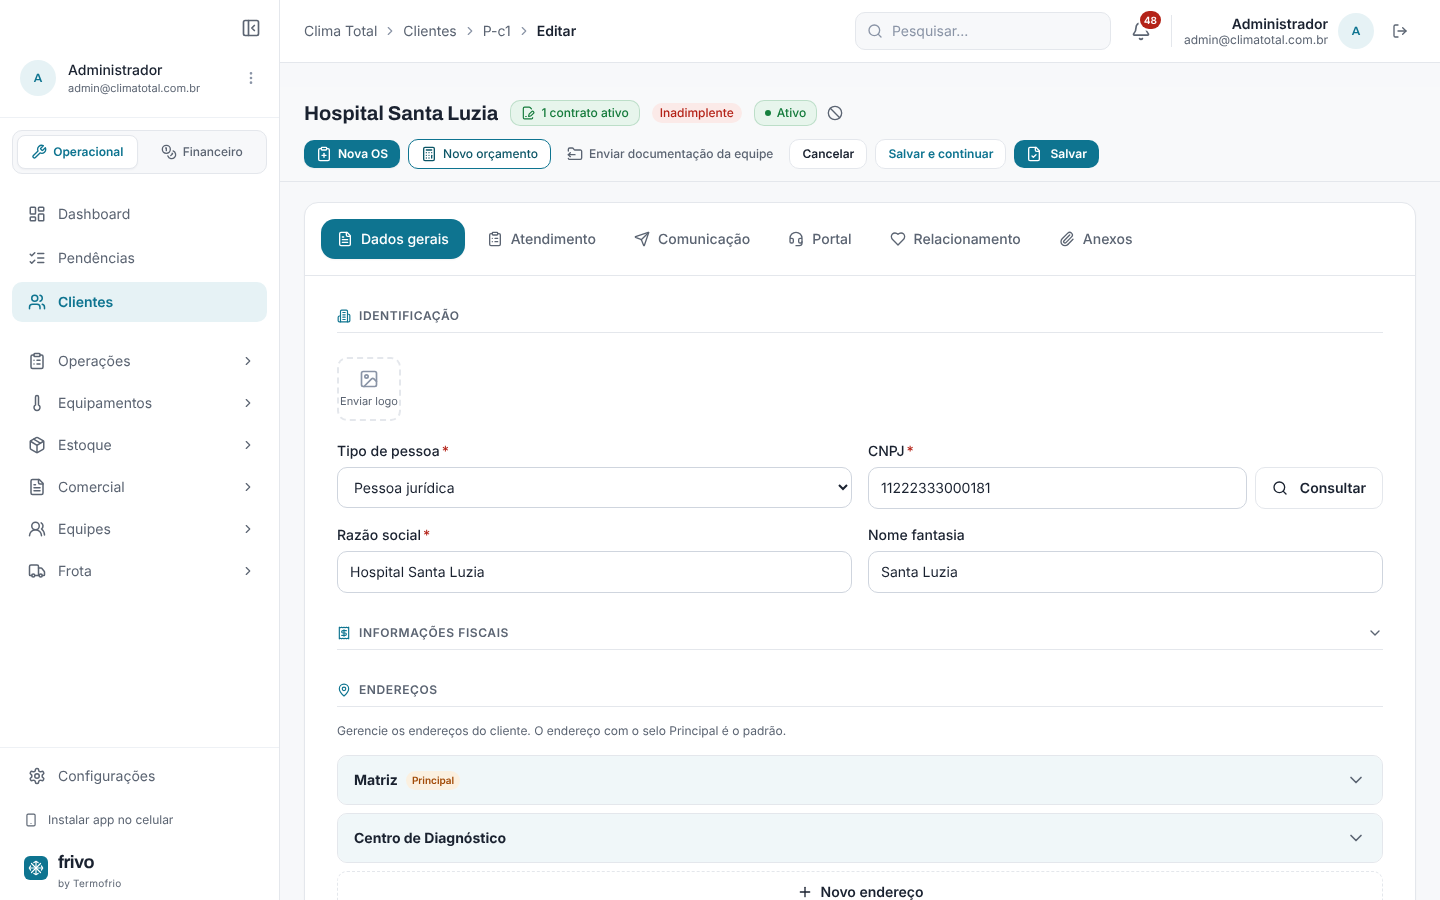 Administrador
admin@climatotal.com.br
Operacional
Financeiro
Dashboard
Pendências
Clientes
Operações
Equipamentos
Estoque
Comercial
Equipes
Frota
Configurações
Instalar app no celular
frivo
by Termofrio
Clima Total > Clientes > P-c1 > Editar
Pesquisar...
48
Administrador
admin@climatotal.com.br
A
A
Hospital Santa Luzia
1 contrato ativo
Inadimplente
Ativo
Nova OS
Novo orçamento
Enviar documentação da equipe
Cancelar
Salvar e continuar
Salvar
Dados gerais
Atendimento
Comunicação
Portal
Relacionamento
Anexos
IDENTIFICAÇÃO
Enviar logo
Tipo de pessoa*
Pessoa jurídica
CNPJ*
11222333000181
Consultar
Razão social*
Hospital Santa Luzia
Nome fantasia
Santa Luzia
INFORMAÇÕES FISCAIS
ENDEREÇOS
Gerencie os endereços do cliente. O endereço com o selo Principal é o padrão.
Matriz
Principal
Centro de Diagnóstico
+ Novo endereço